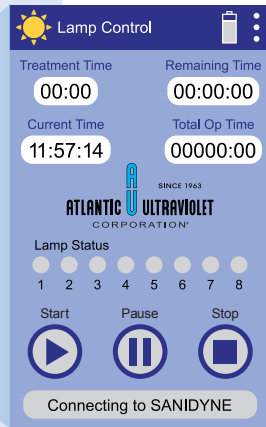 Lamp Control
Treatment Time Remaining Time
00:00 00:00:00
Current Time Total Op Time
11:57:14 00000:00
AU
SINCE 1963
ATLANTIC ULTRAVIOLET
CORPORATION®
Lamp Status
1 2 3 4 5 6 7 8
Start Pause Stop
Connecting to SANIDYNE